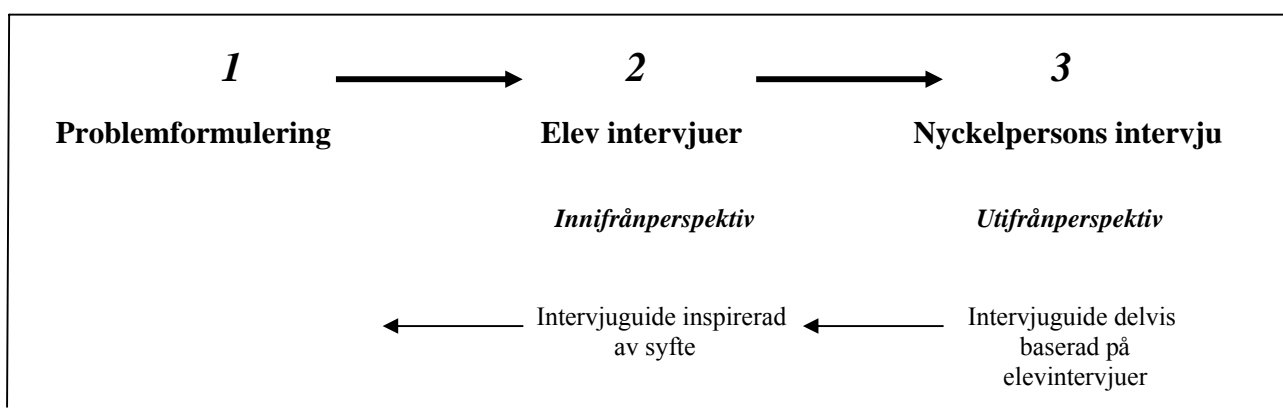 1 2 3
Problemformulering Elev intervjuer Nyckelpersons intervju
Innifrånperspektiv Utifrånperspektiv
Intervjuguide inspirerad
av syfte
Intervjuguide delvis
baserad på
elevintervjuer